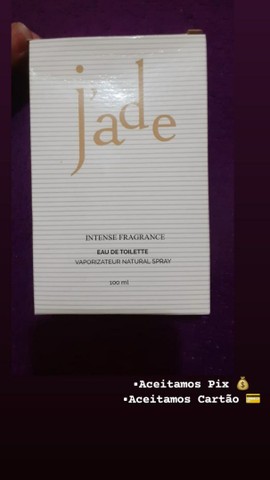 j'ade
INTENSE FRAGRANCE
EAU DE TOILETTE
VAPORIZATEUR NATURAL SPRAY
100 ml
•Aceitamos Pix 💰
•Aceitamos Cartão 💳